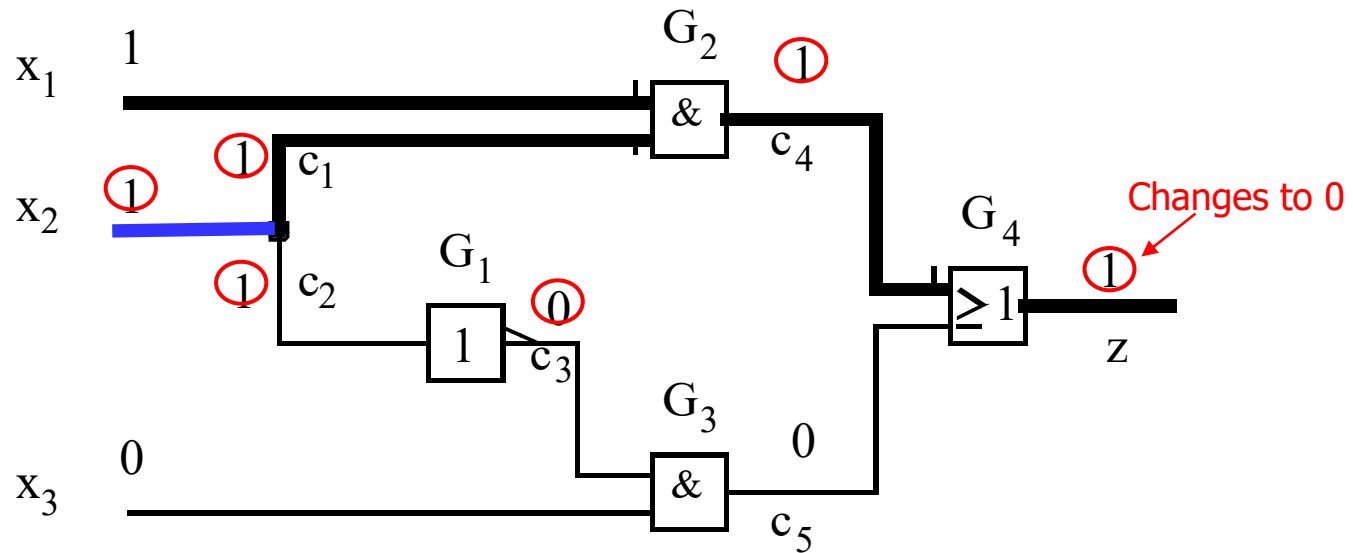 1
G₂
1
x₁
&
1
c₁
c₄
1
Changes to 0
x₂
G₄
1
G₁
1
c₂
0
≥ 1
1
c₃
z
G₃
0
0
x₃
&
c₅